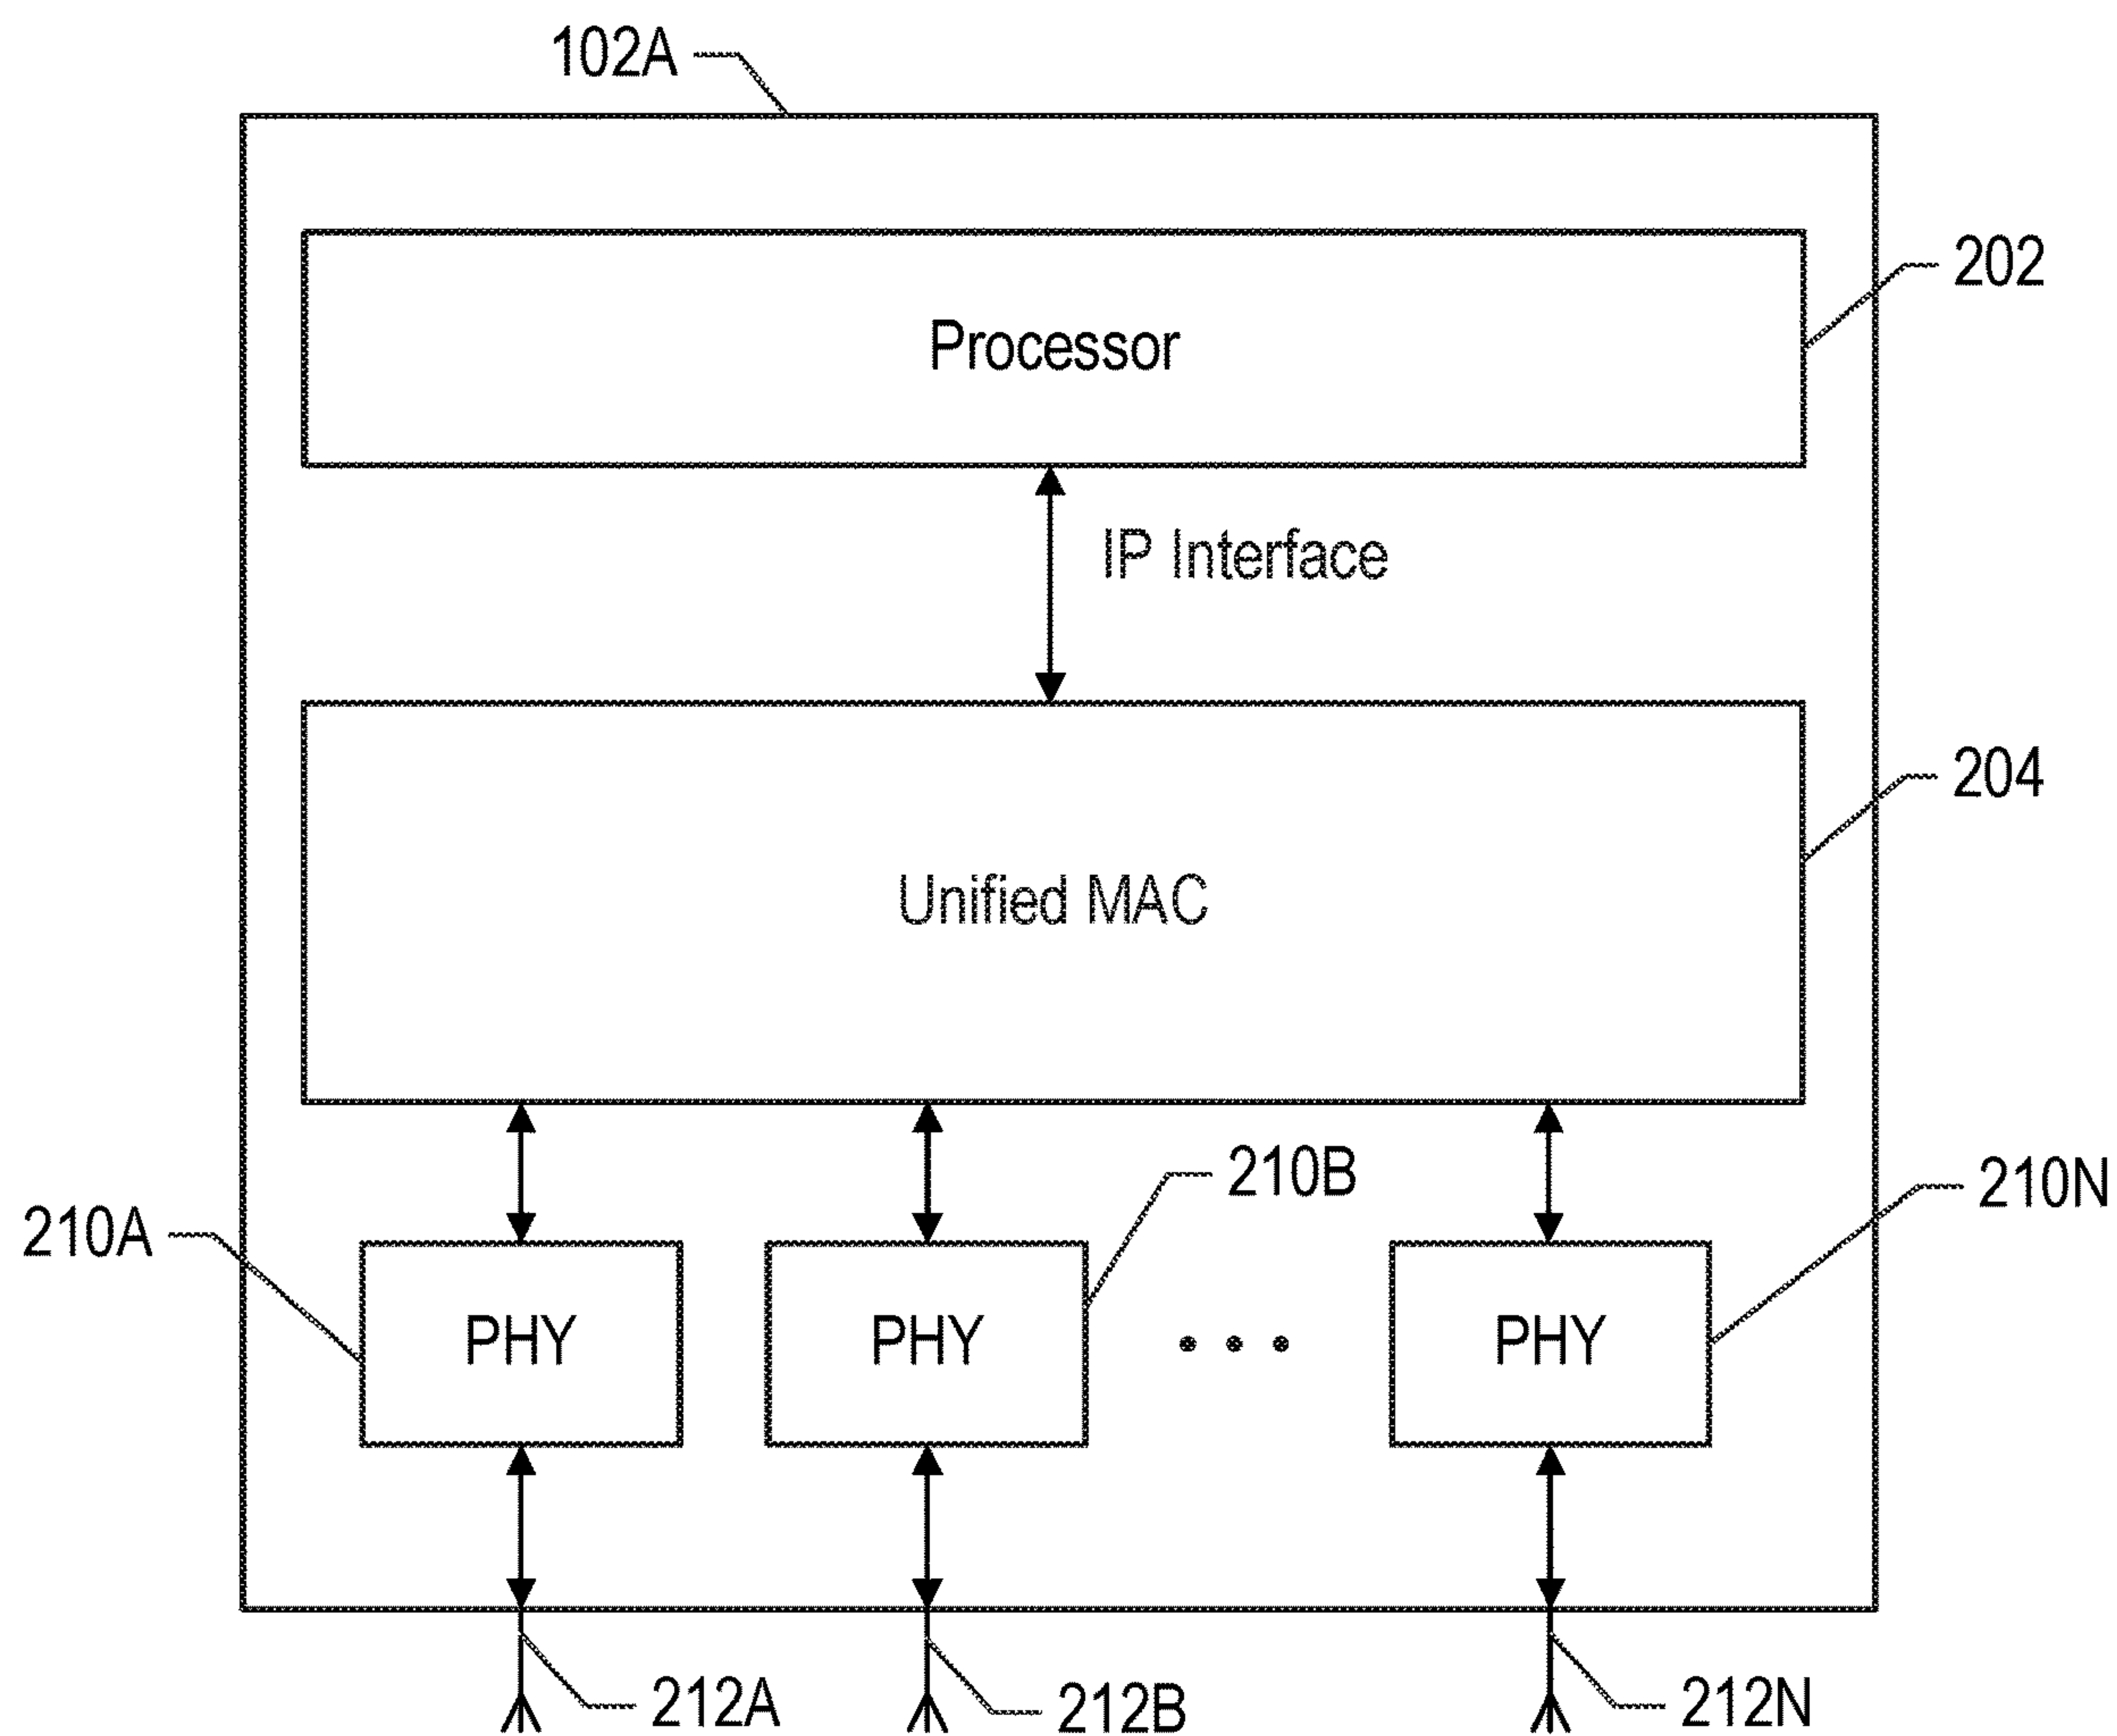 102A
202
Processor
IP Interface
204
Unified MAC
210B
210N
210A
PHY
PHY
PHY
212A
212B
212N